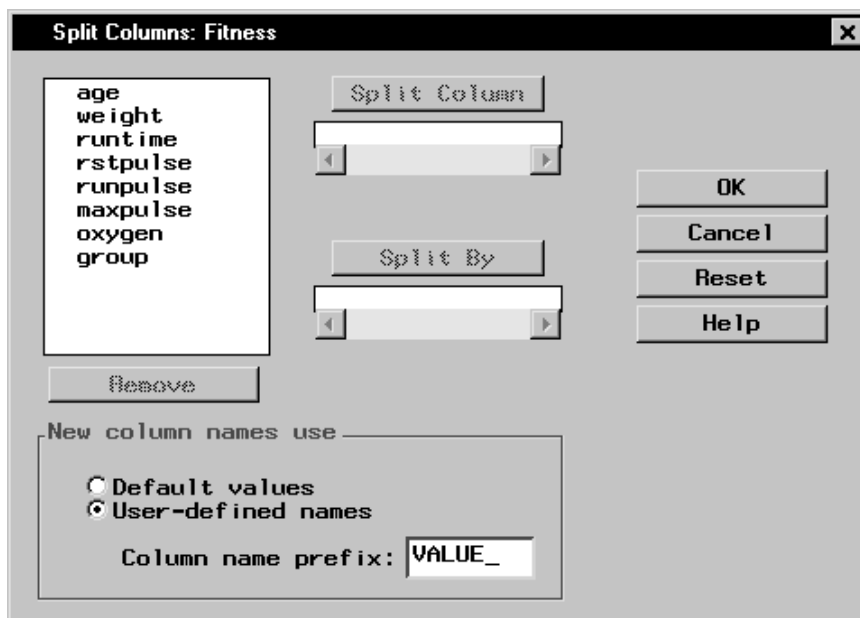 Split Columns: Fitness
age
weight
runtime
rstpulse
runpulse
maxpulse
oxygen
group
Remove
Split Column
Split By
OK
Cancel
Reset
Help
New column names use
Default values
User-defined names
Column name prefix: VALUE_